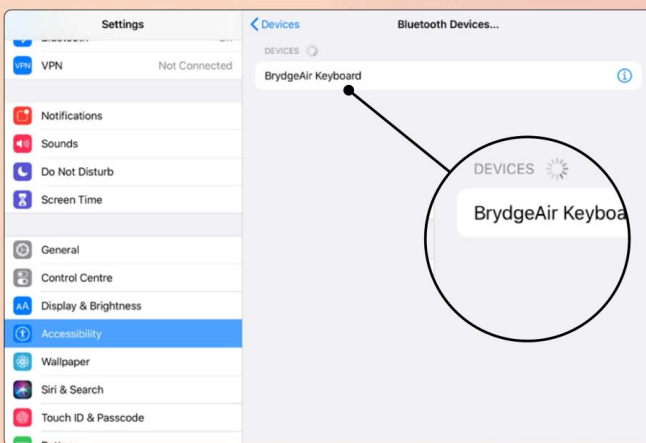 Settings
VPN Not Connected
Notifications
Sounds
Do Not Disturb
Screen Time
General
Control Centre
AA Display & Brightness
Accessibility
Wallpaper
Siri & Search
Touch ID & Passcode
Devices
Bluetooth Devices...
DEVICES
BrydgeAir Keyboard
DEVICES
BrydgeAir Keyboa